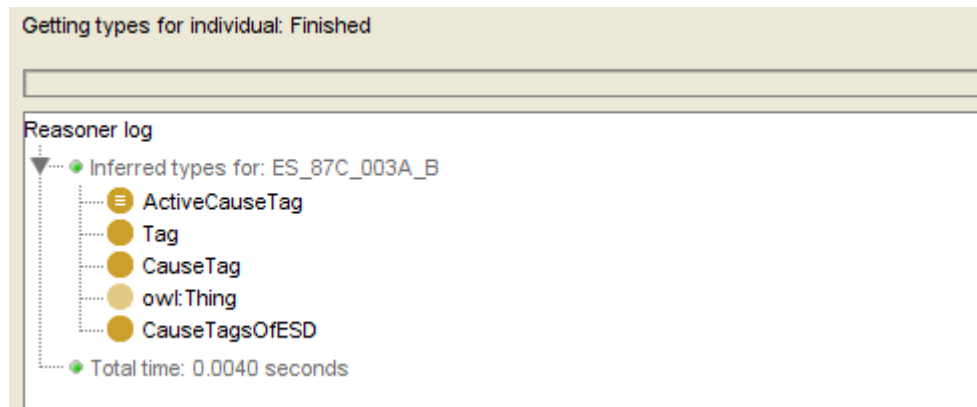 Getting types for individual: Finished
Reasoner log
Inferred types for: ES_87C_003A_B
ActiveCauseTag
Tag
CauseTag
owl:Thing
CauseTagsOfESD
Total time: 0.0040 seconds